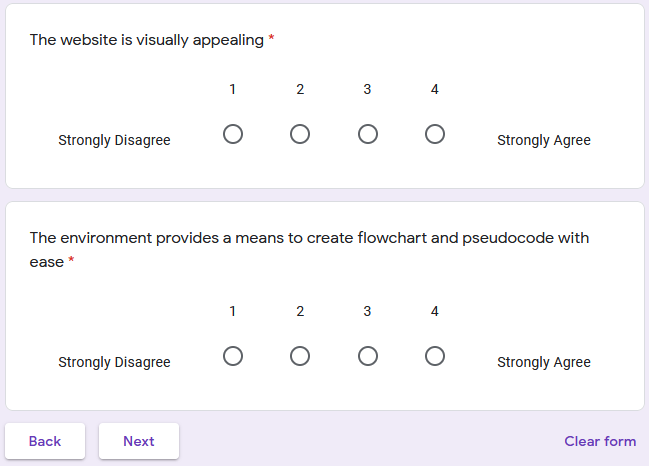 The website is visually appealing *
1 2 3 4
Strongly Disagree Strongly Agree
The environment provides a means to create flowchart and pseudocode with
ease *
1 2 3 4
Strongly Disagree Strongly Agree
Back Next Clear form